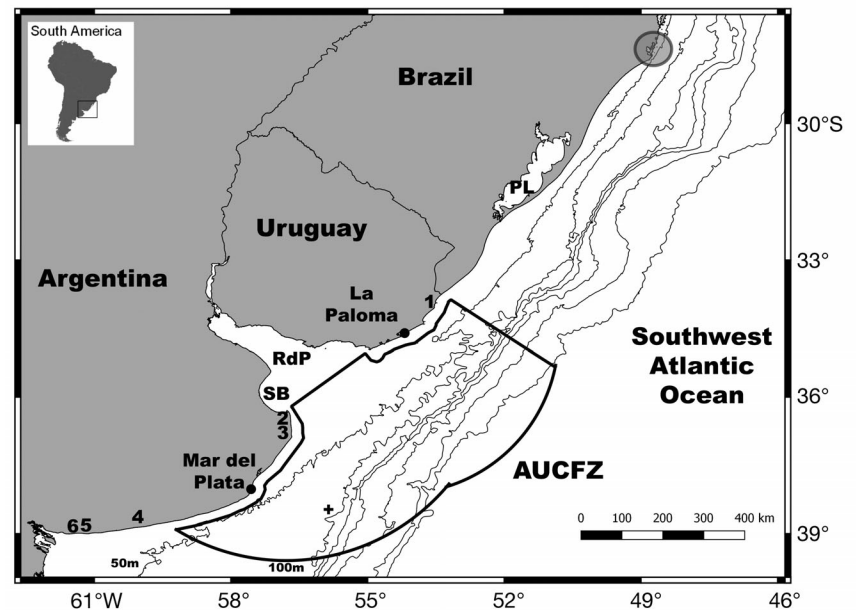 South America
Brazil
30°S
PL
Uruguay
Argentina
33°S
La
Paloma
1
RdP
Southwest
Atlantic
Ocean
SB
36°S
2
3
Mar del
Plata
AUCFZ
+
4
65
0 100 200 300 400 km
39°S
50m
100m
61°W 58° 55° 52° 49° 46°